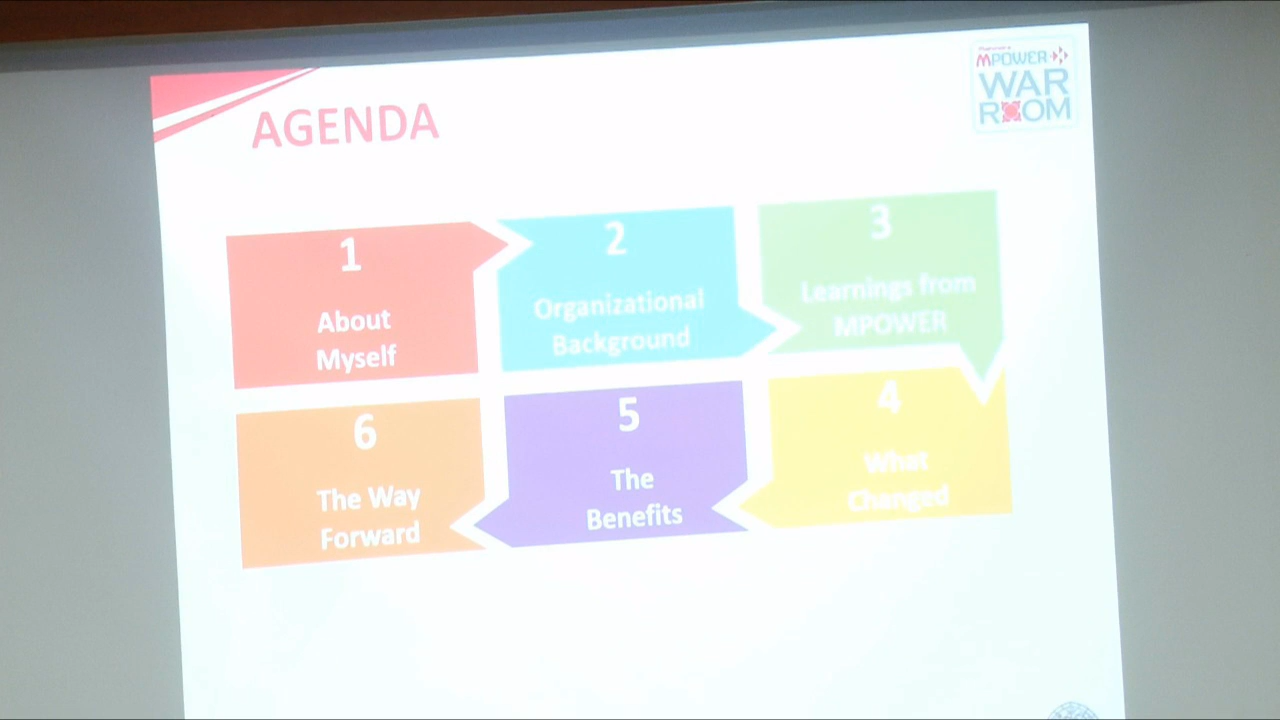 AGENDA
MPOWER
WAR
ROOM
1
About
Myself
2
Organizational
Background
3
Learnings from
MPOWER
4
What
Changed
5
The
Benefits
6
The Way
Forward